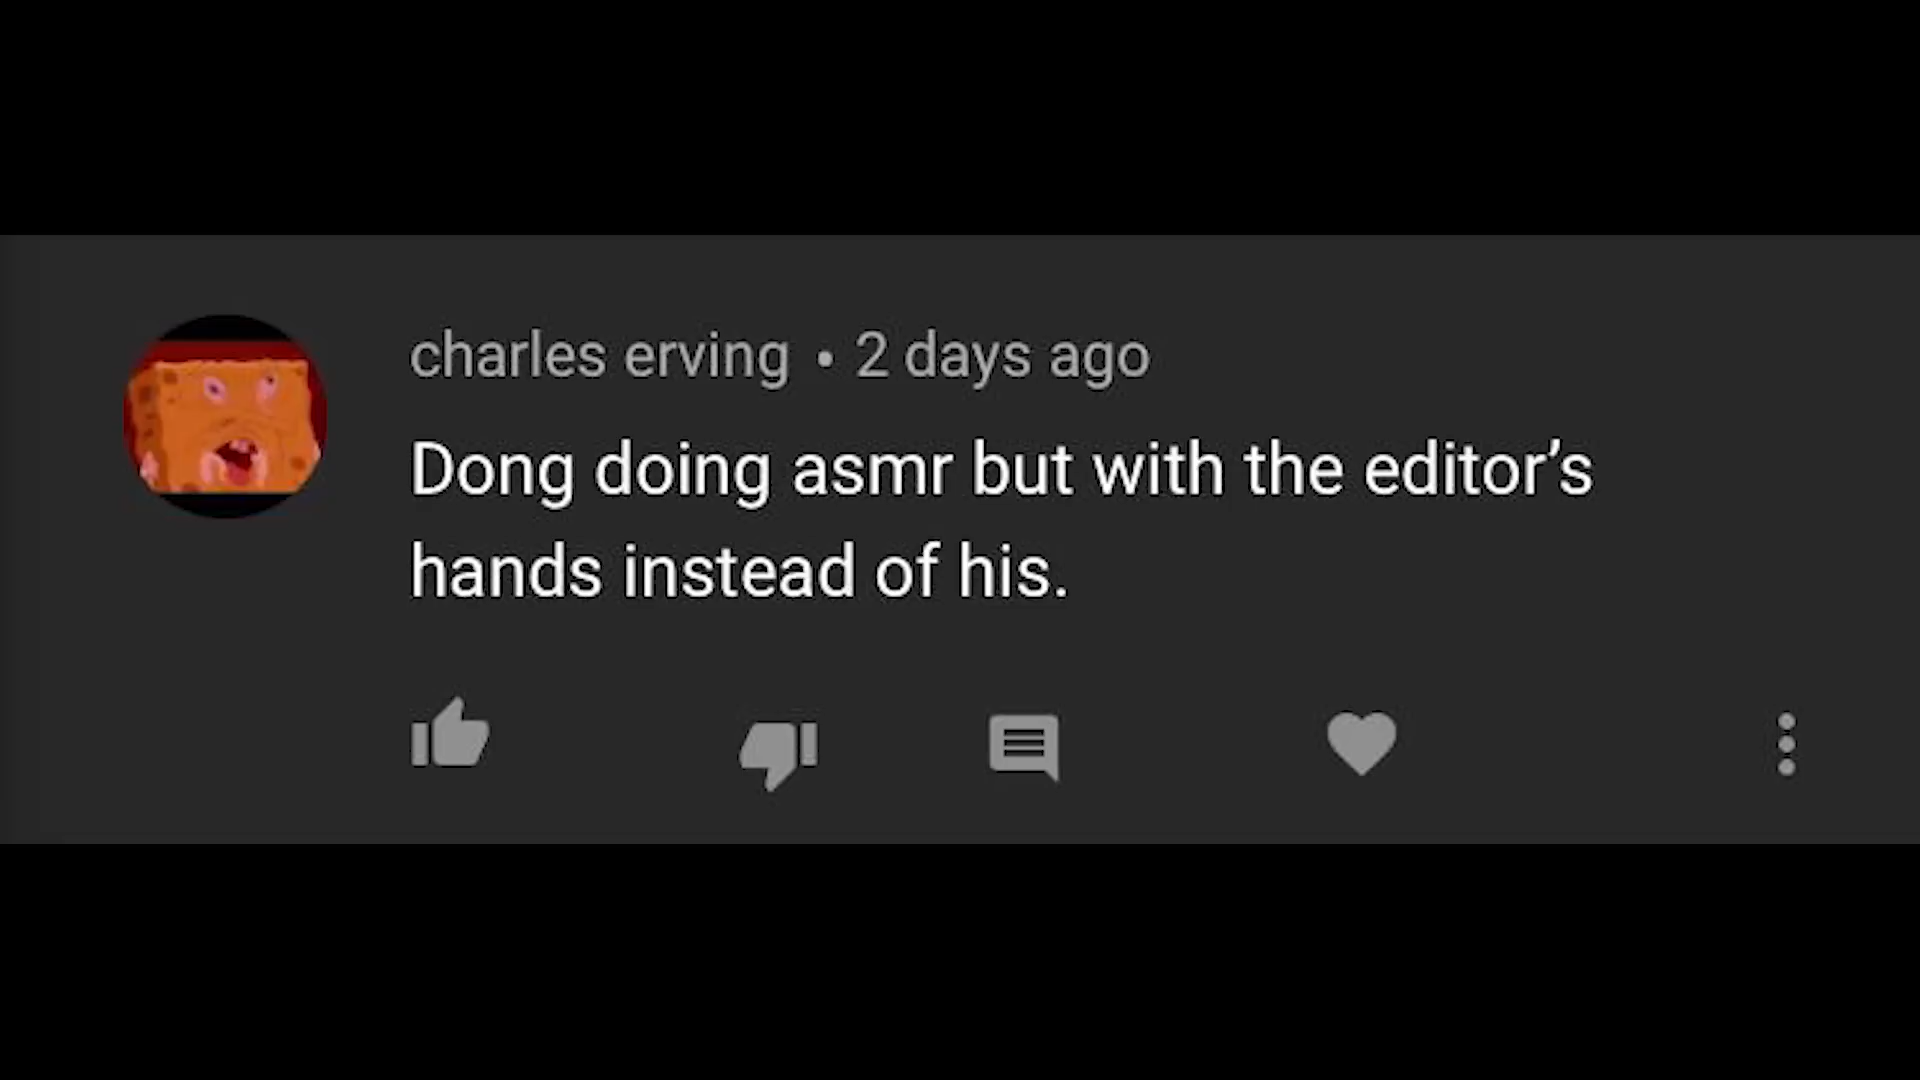 charles erving • 2 days ago
Dong doing asmr but with the editor’s
hands instead of his.